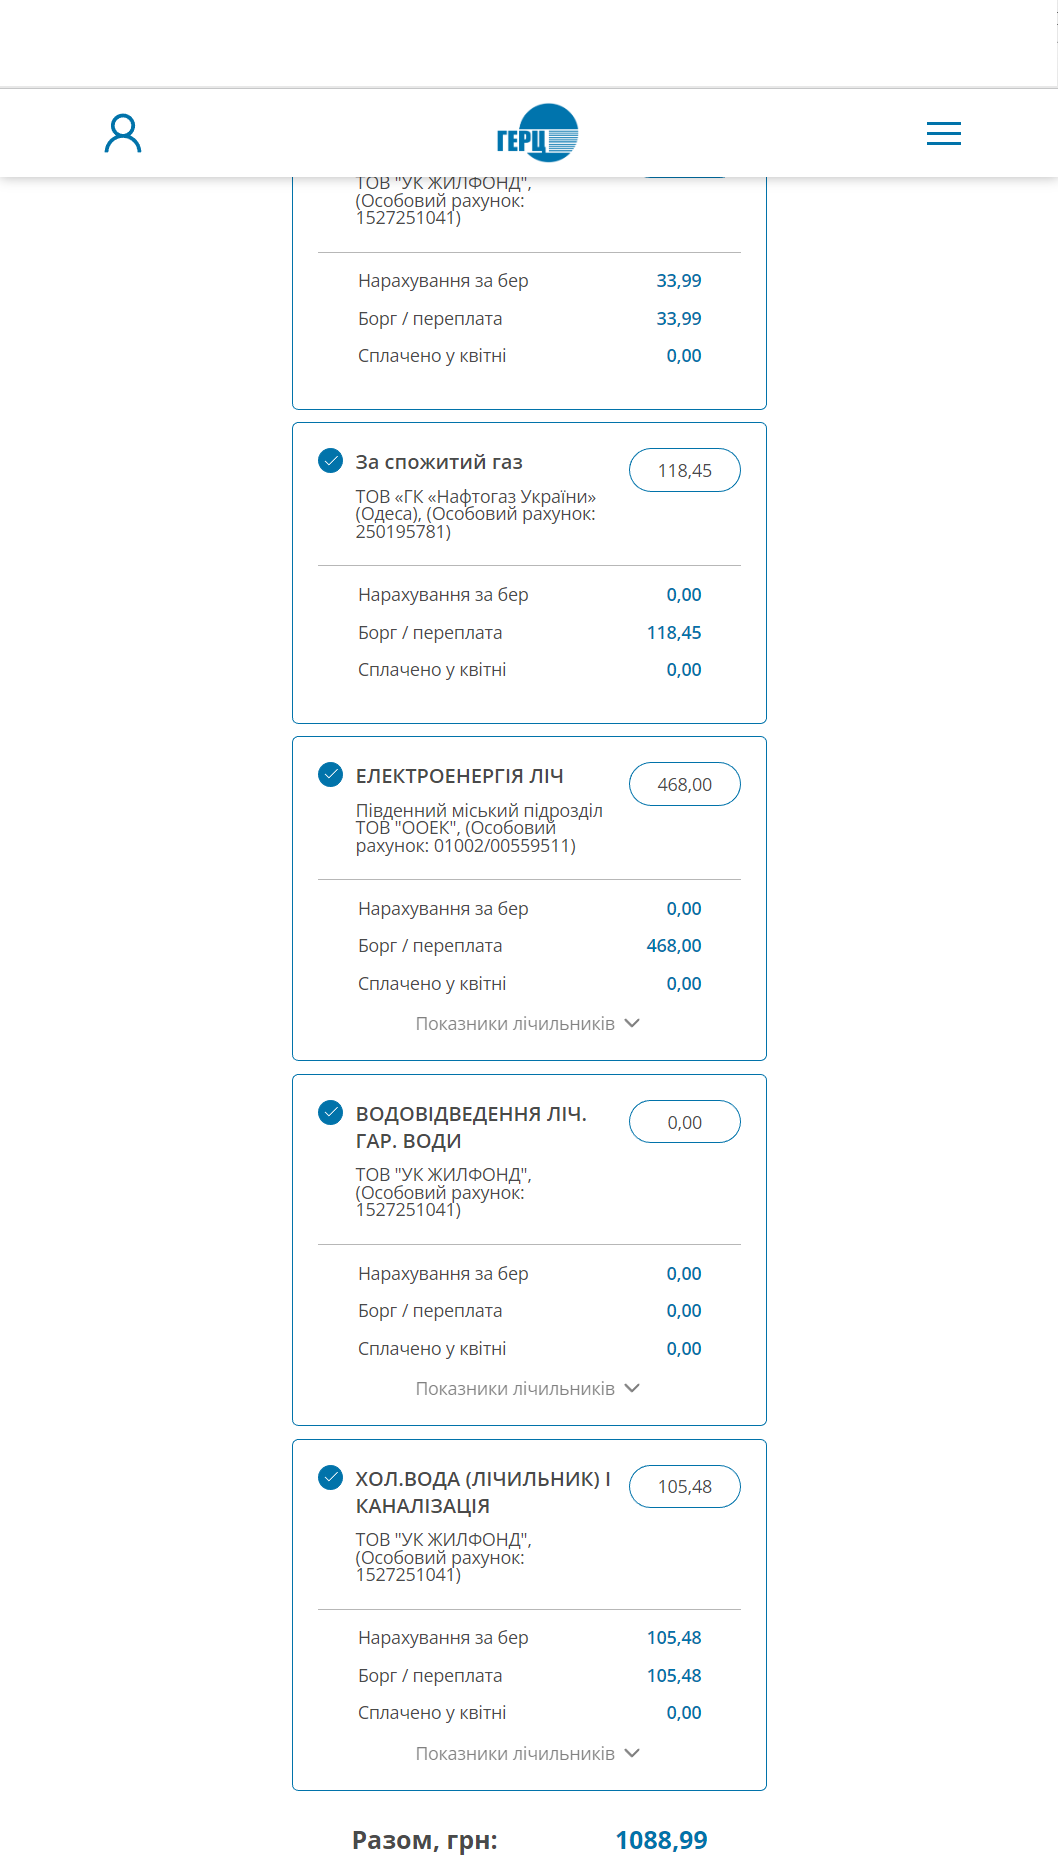 ГЕРЦ
ТОВ "УК ЖИЛФОНД",
(Особовий рахунок:
1527251041)
Нарахування за бер 33,99
Борг / переплата 33,99
Сплачено у квітні 0,00
За спожитий газ 118,45
ТОВ «ГК «Нафтогаз України»
(Одеса), (Особовий рахунок:
250195781)
Нарахування за бер 0,00
Борг / переплата 118,45
Сплачено у квітні 0,00
ЕЛЕКТРОЕНЕРГІЯ ЛІЧ 468,00
Південний міський підрозділ
ТОВ "ООЕК", (Особовий
рахунок: 01002/00559511)
Нарахування за бер 0,00
Борг / переплата 468,00
Сплачено у квітні 0,00
Показники лічильників
ВОДОВІДВЕДЕННЯ ЛІЧ. 0,00
ГАР. ВОДИ
ТОВ "УК ЖИЛФОНД",
(Особовий рахунок:
1527251041)
Нарахування за бер 0,00
Борг / переплата 0,00
Сплачено у квітні 0,00
Показники лічильників
ХОЛ.ВОДА (ЛІЧИЛЬНИК) І 105,48
КАНАЛІЗАЦІЯ
ТОВ "УК ЖИЛФОНД",
(Особовий рахунок:
1527251041)
Нарахування за бер 105,48
Борг / переплата 105,48
Сплачено у квітні 0,00
Показники лічильників
Разом, грн: 1088,99